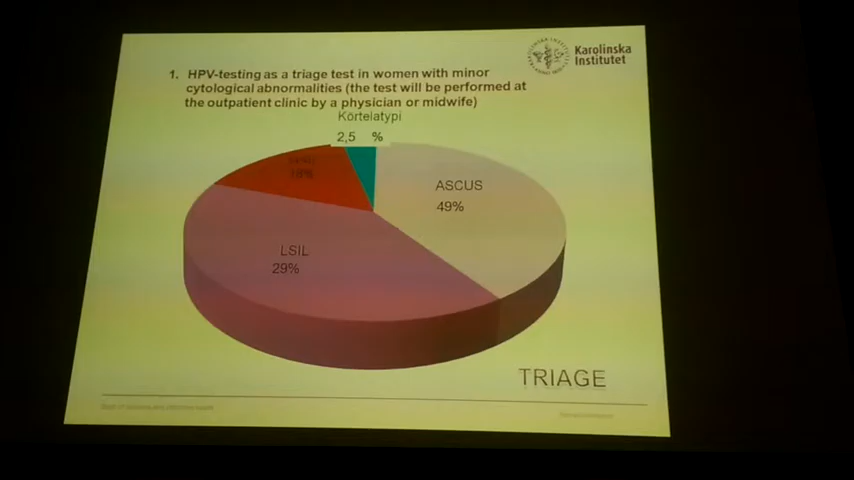 Karolinska
Institutet
1. HPV-testing as a triage test in women with minor
cytological abnormalities (the test will be performed at
the outpatient clinic by a physician or midwife)
Körtelatypi
2,5 %
18%
ASCUS
49%
LSIL
29%
TRIAGE